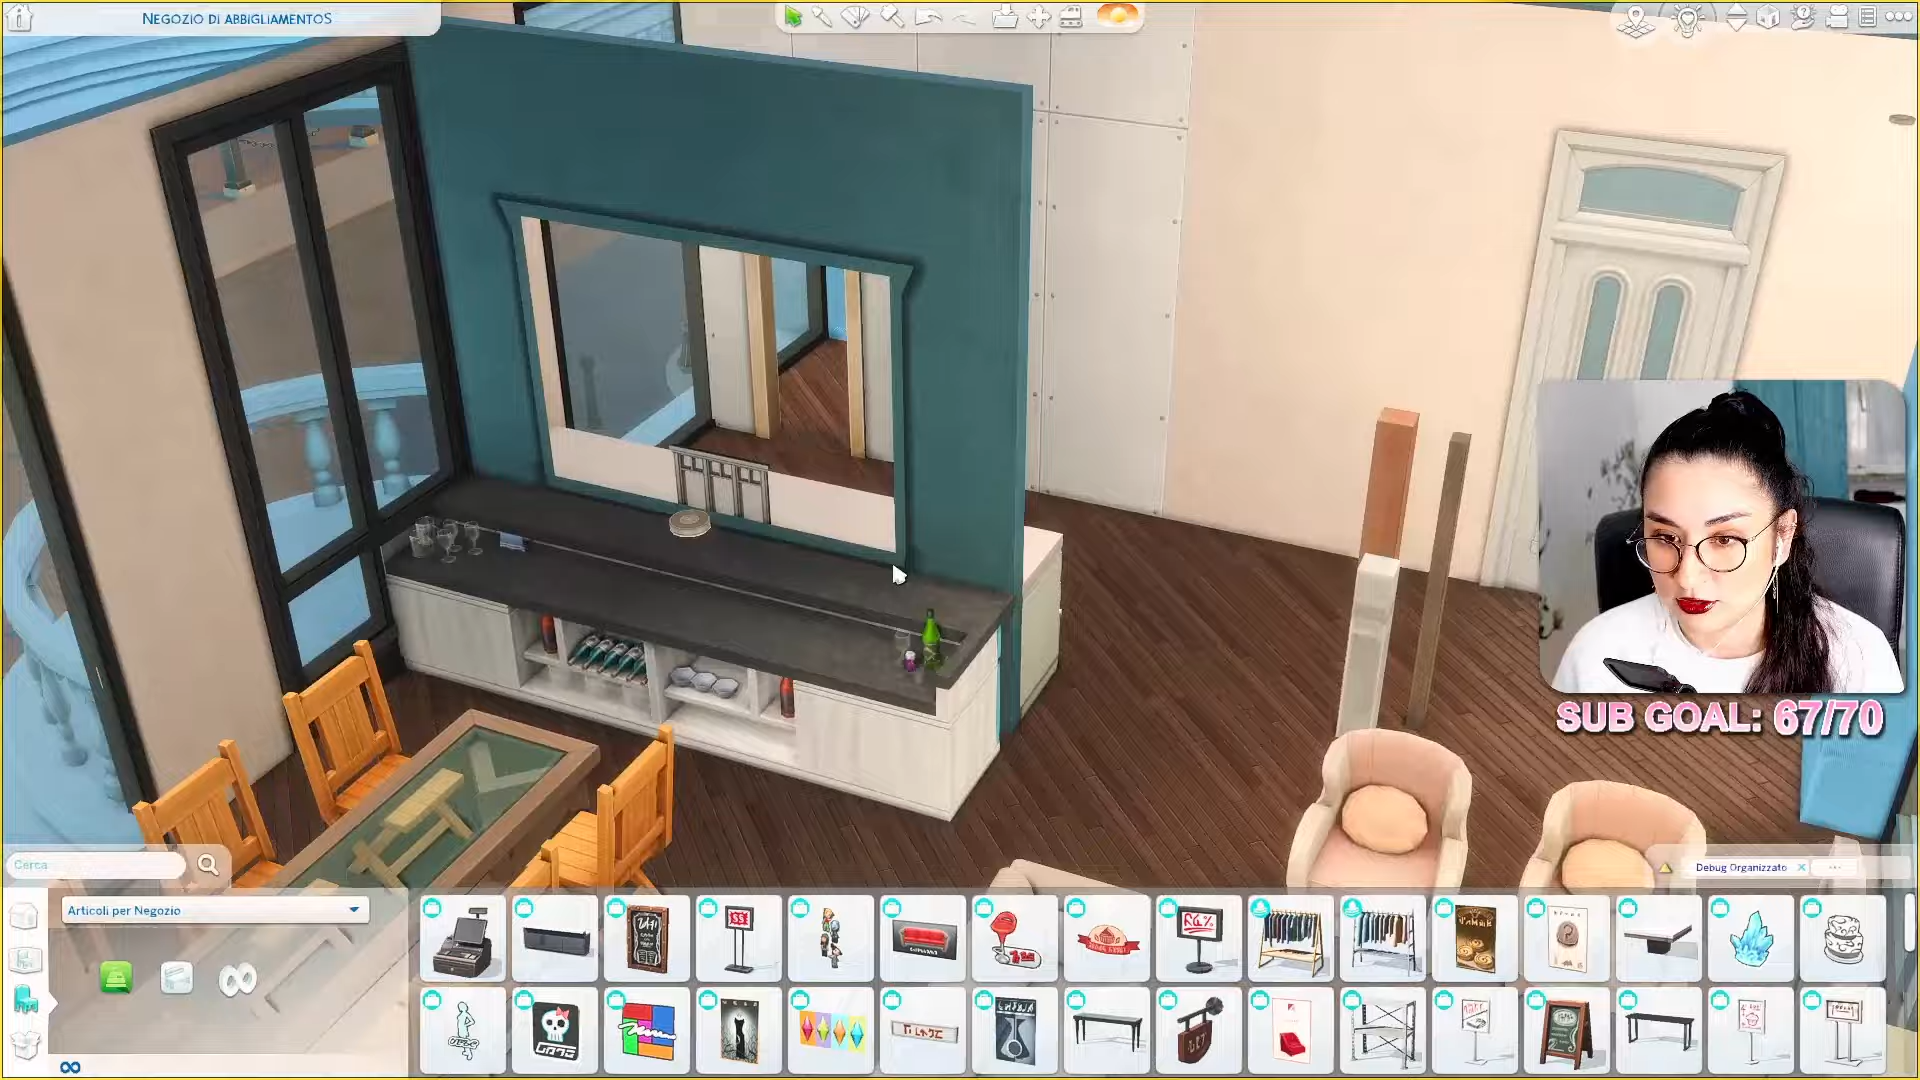 Negozio di abbigliamentoS
SUB GOAL: 67/70
Cerca
Debug Organizzato
Articoli per Negozio